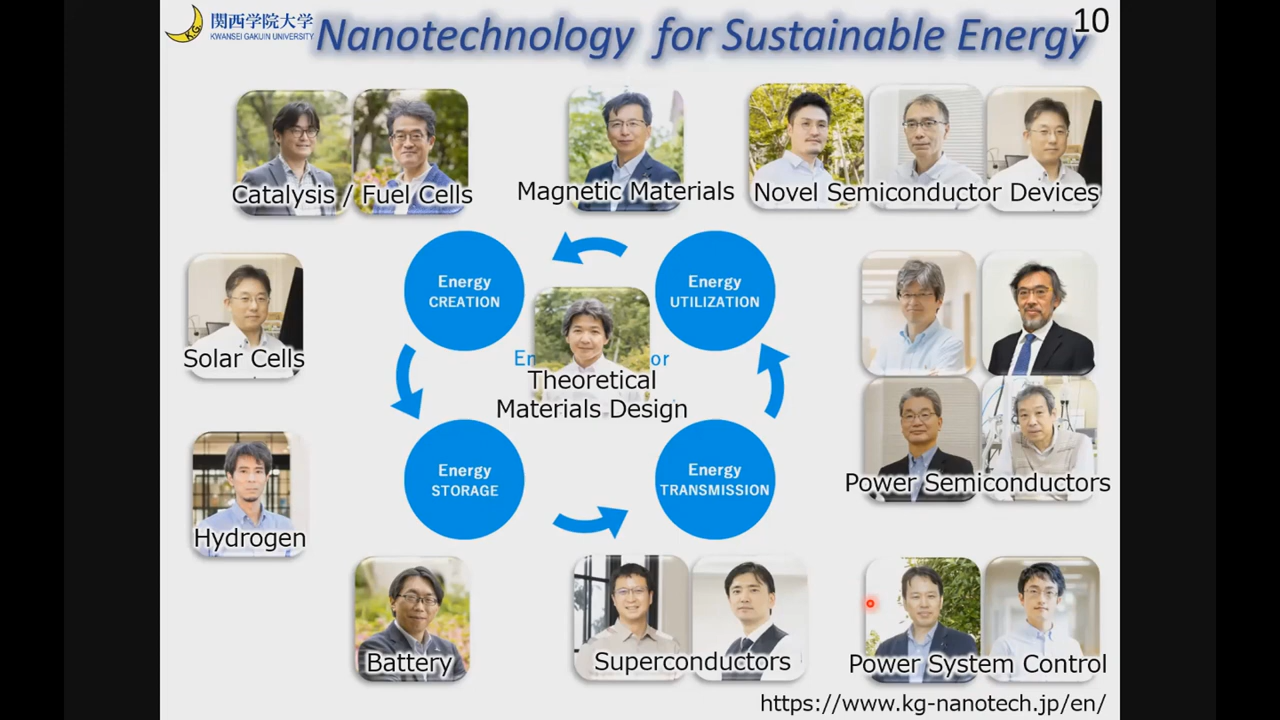 関西学院大学
KWANSEI GAKUIN UNIVERSITY
Nanotechnology for Sustainable Energy
10
Catalysis / Fuel Cells
Magnetic Materials
Novel Semiconductor Devices
Energy
CREATION
Energy
UTILIZATION
Solar Cells
En
or
Theoretical
Materials Design
Energy
STORAGE
Energy
TRANSMISSION
Power Semiconductors
Hydrogen
Battery
Superconductors
Power System Control
https://www.kg-nanotech.jp/en/